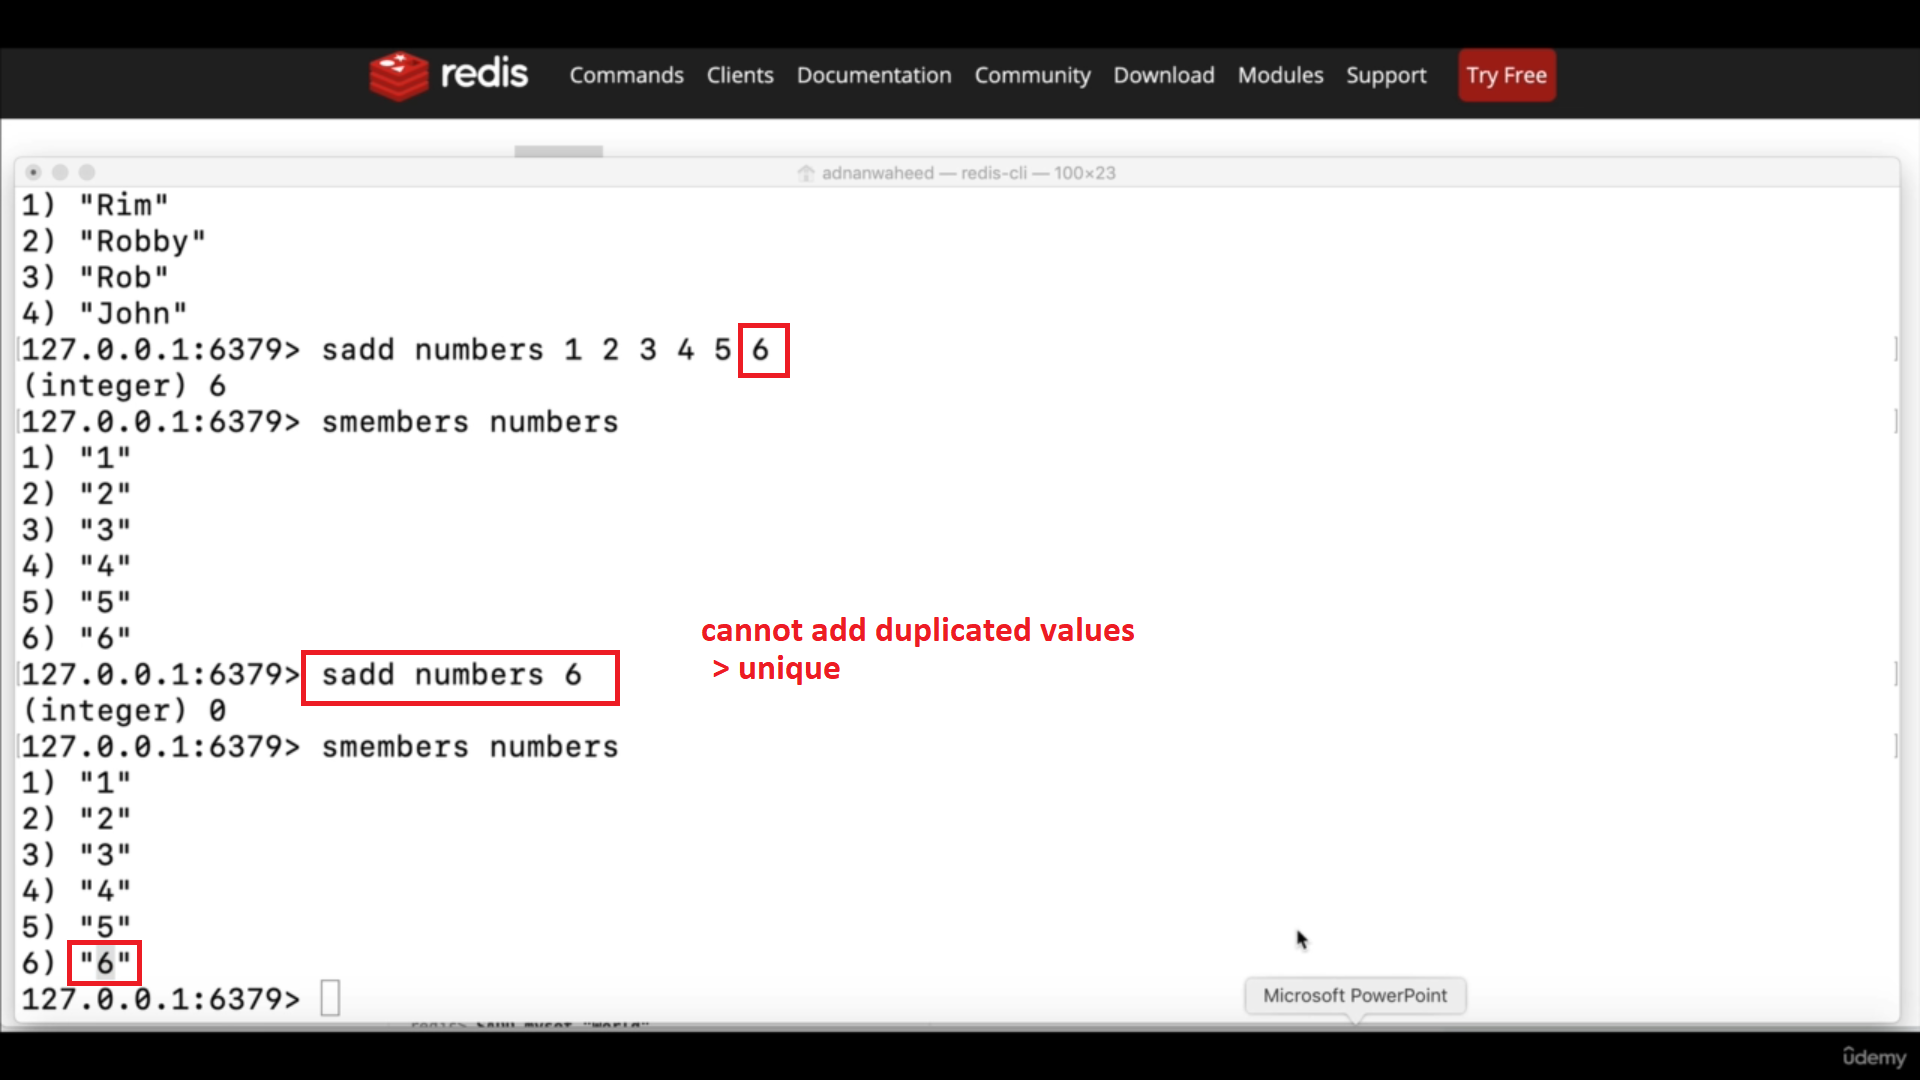 redis Commands Clients Documentation Community Download Modules Support Try Free
adnanwaheed — redis-cli — 100×23
1) "Rim"
2) "Robby"
3) "Rob"
4) "John"
127.0.0.1:6379> sadd numbers 1 2 3 4 5 6
(integer) 6
127.0.0.1:6379> smembers numbers
1) "1"
2) "2"
3) "3"
4) "4"
5) "5"
6) "6"
cannot add duplicated values
> unique
127.0.0.1:6379> sadd numbers 6
(integer) 0
127.0.0.1:6379> smembers numbers
1) "1"
2) "2"
3) "3"
4) "4"
5) "5"
6) "6"
127.0.0.1:6379>
Microsoft PowerPoint
redis> SADD myset "World"
ûdemy